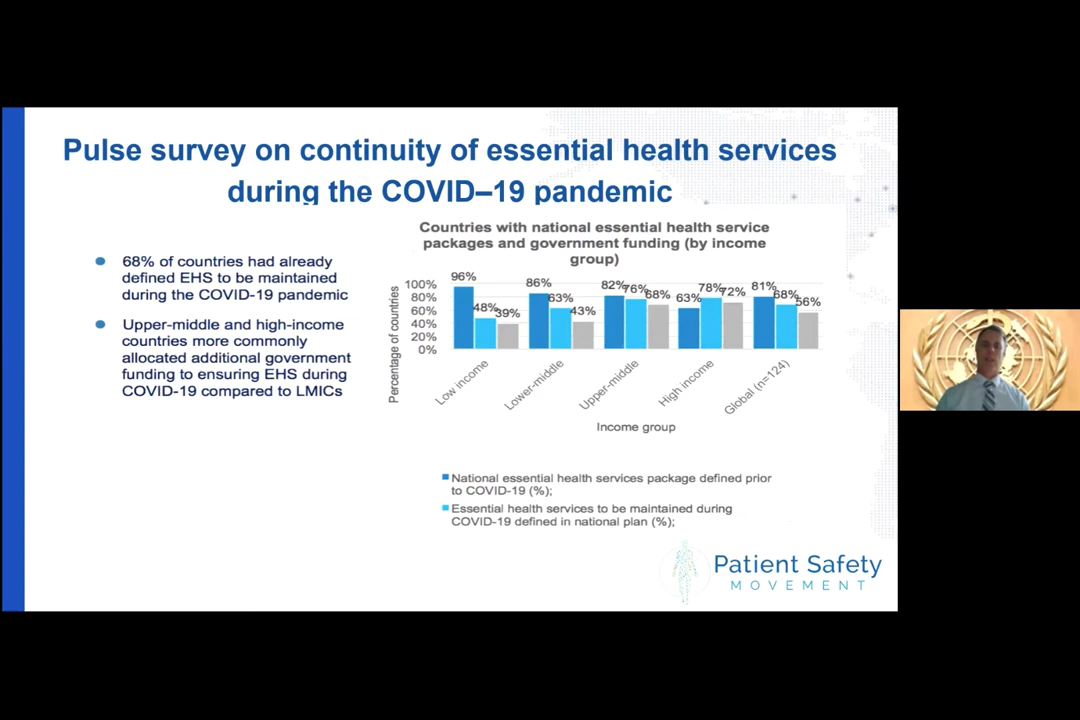 Pulse survey on continuity of essential health services
during the COVID–19 pandemic
68% of countries had already
defined EHS to be maintained
during the COVID-19 pandemic
Upper-middle and high-income
countries more commonly
allocated additional government
funding to ensuring EHS during
COVID-19 compared to LMICs
Countries with national essential health service
packages and government funding (by income
group)
Percentage of countries
100%
80%
60%
40%
20%
0%
96%
48%
39%
86%
63%
43%
82%
76%
68%
63%
78%
72%
81%
68%
56%
Low income
Lower-middle
Upper-middle
High income
Global (n=124)
Income group
National essential health services package defined prior
to COVID-19 (%);
Essential health services to be maintained during
COVID-19 defined in national plan (%);
Patient Safety
MOVEMENT